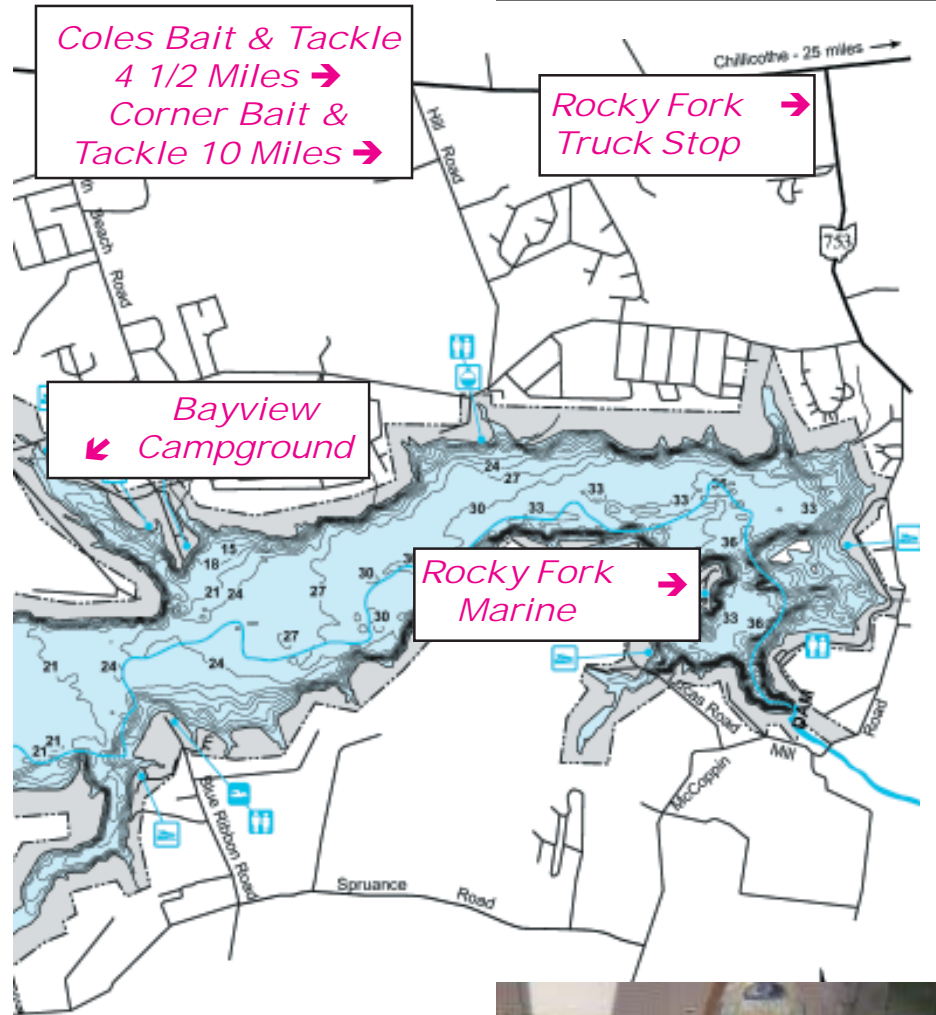 Coles Bait & Tackle
4 1/2 Miles ➔
Corner Bait &
Tackle 10 Miles ➔
Chillicothe - 25 miles
Rocky Fork ➔
Truck Stop
Hill
Road
Beach
Road
753
Bayview
Campground
24
27
15
18
21
24
27
30
33
33
33
36
33
30
30
27
24
Rocky Fork ➔
Marine
33
36
21
24
21
21
DAM
Road
Mill
Road
McCoppin
Blue Ribbon Road
Spruance
Road